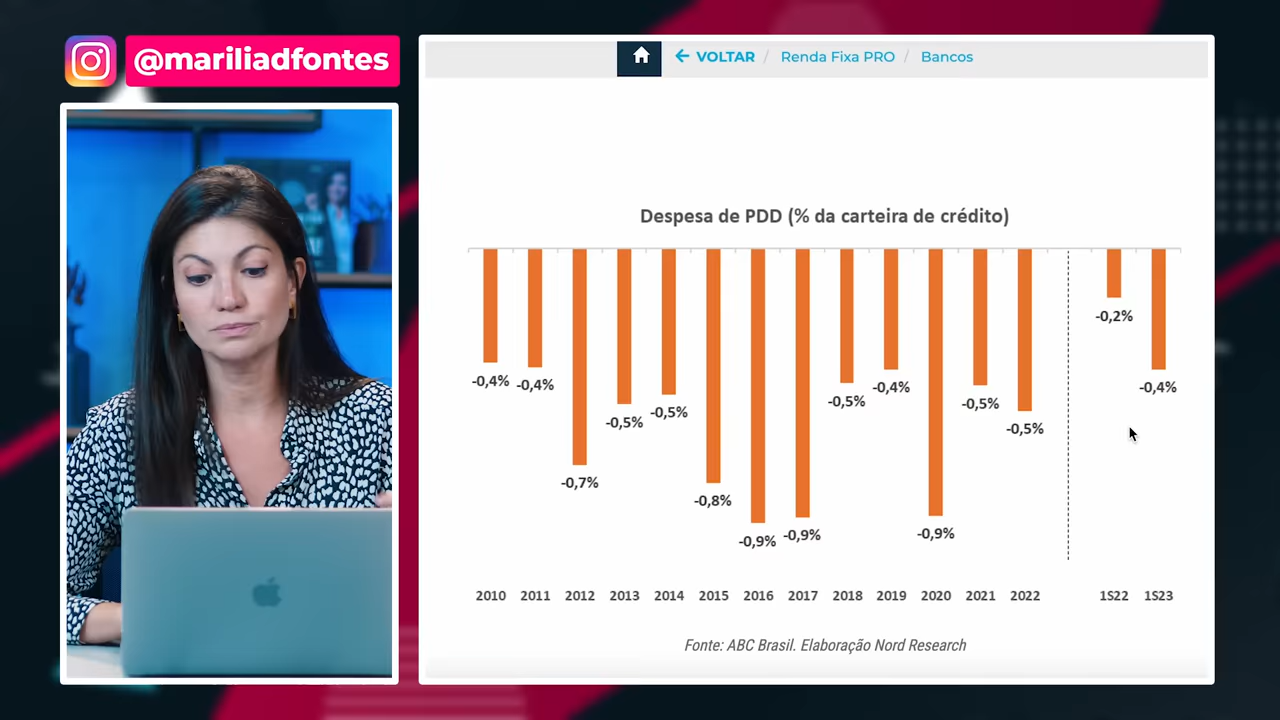 @mariliadfontes
VOLTAR / Renda Fixa PRO / Bancos
Despesa de PDD (% da carteira de crédito)
-0,4% -0,4% -0,7% -0,5% -0,5% -0,8% -0,9% -0,9% -0,5% -0,4% -0,9% -0,5% -0,5% -0,2% -0,4%
2010 2011 2012 2013 2014 2015 2016 2017 2018 2019 2020 2021 2022 1S22 1S23
Fonte: ABC Brasil. Elaboração Nord Research